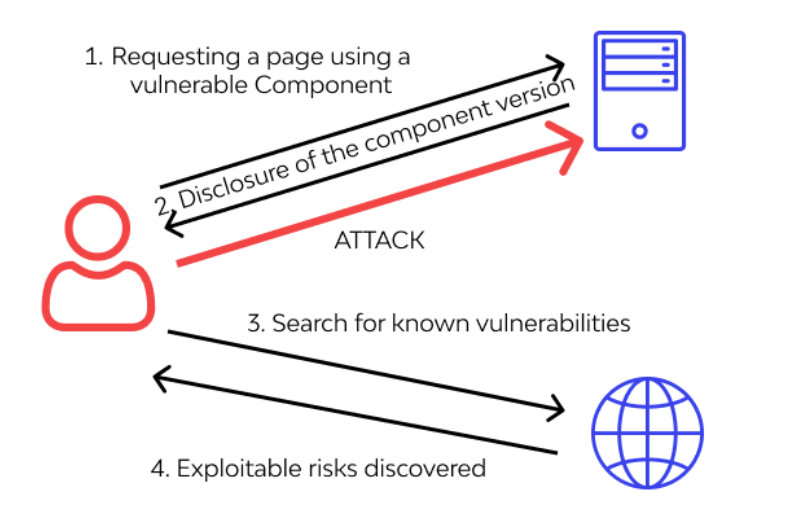 1. Requesting a page using a
vulnerable Component
2. Disclosure of the component version
ATTACK
3. Search for known vulnerabilities
4. Exploitable risks discovered